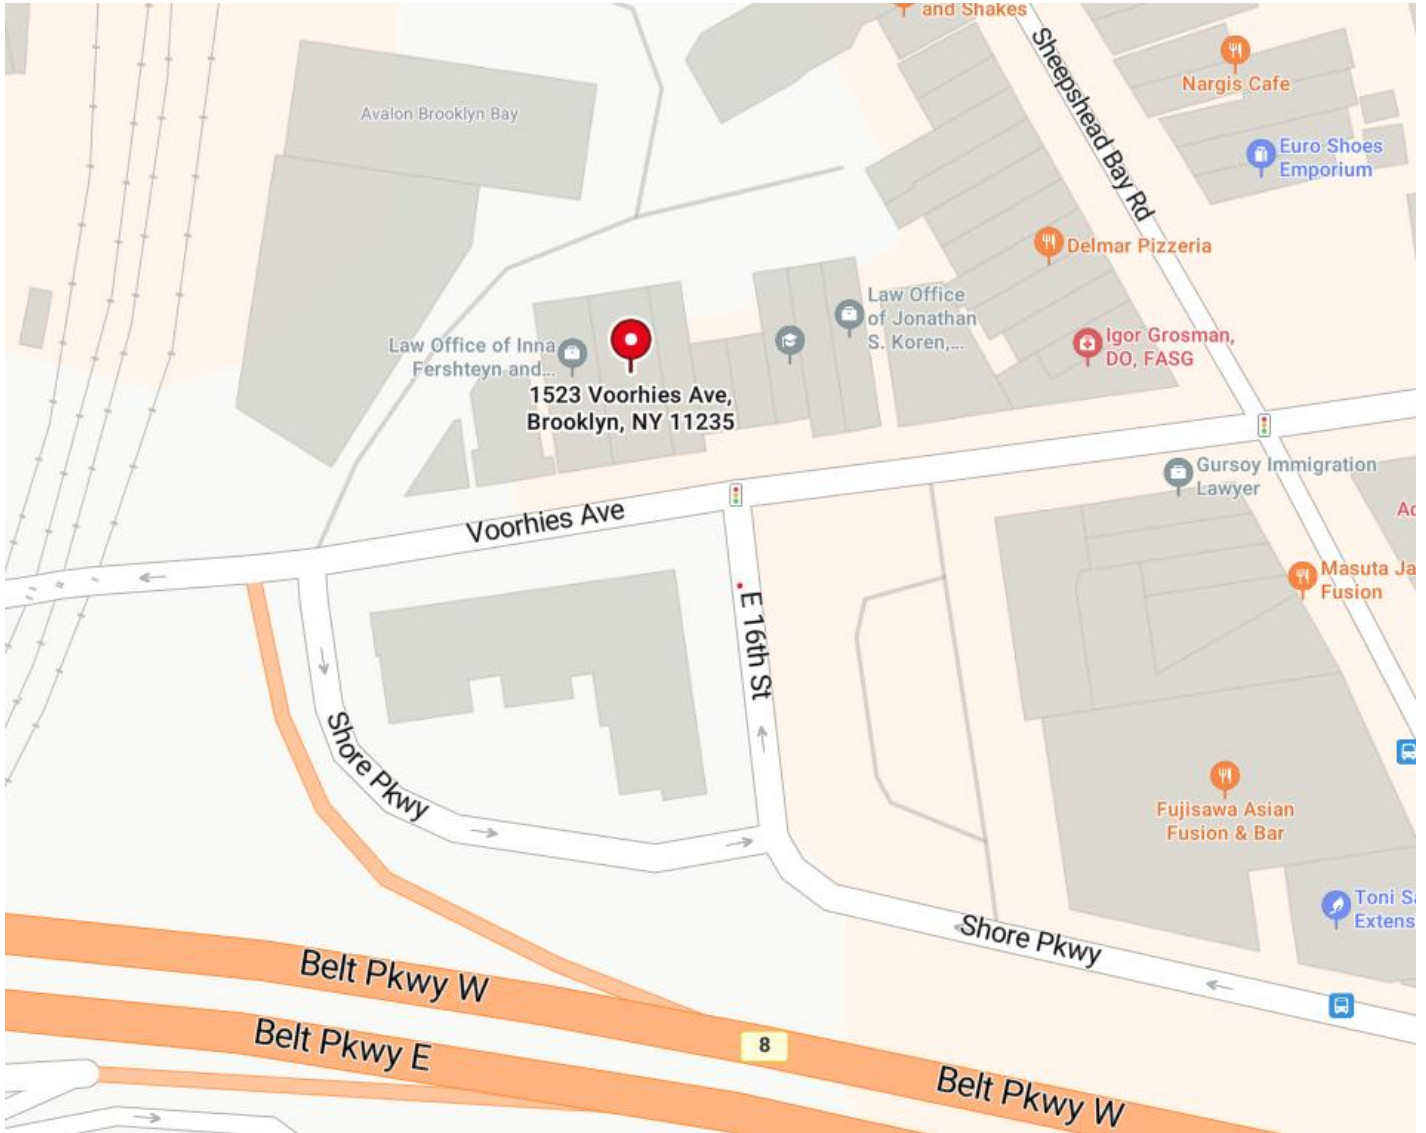 and Shakes
Sheepshead Bay Rd
Nargis Cafe
Avalon Brooklyn Bay
Euro Shoes
Emporium
Delmar Pizzeria
Law Office
of Jonathan
S. Koren,...
Igor Grosman,
DO, FASG
Law Office of Inna
Fershteyn and...
1523 Voorhies Ave,
Brooklyn, NY 11235
Gursoy Immigration
Lawyer
Ac
Voorhies Ave
Masuta Ja
Fusion
E 16th St
Shore Pkwy
Fujisawa Asian
Fusion & Bar
Toni Sa
Extens
Shore Pkwy
Belt Pkwy W
Belt Pkwy E
8
Belt Pkwy W